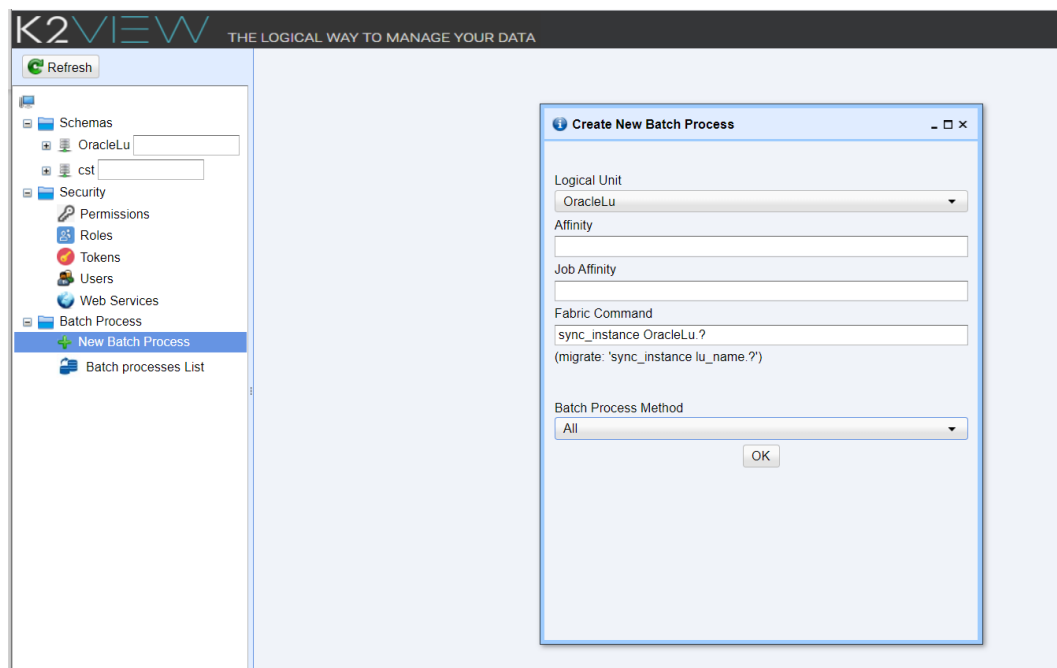 K2VIEW THE LOGICAL WAY TO MANAGE YOUR DATA
Refresh
Schemas
OracleLu
cst
Security
Permissions
Roles
Tokens
Users
Web Services
Batch Process
New Batch Process
Batch processes List
Create New Batch Process
Logical Unit
OracleLu
Affinity
Job Affinity
Fabric Command
sync_instance OracleLu.?
(migrate: 'sync_instance lu_name.?')
Batch Process Method
All
OK